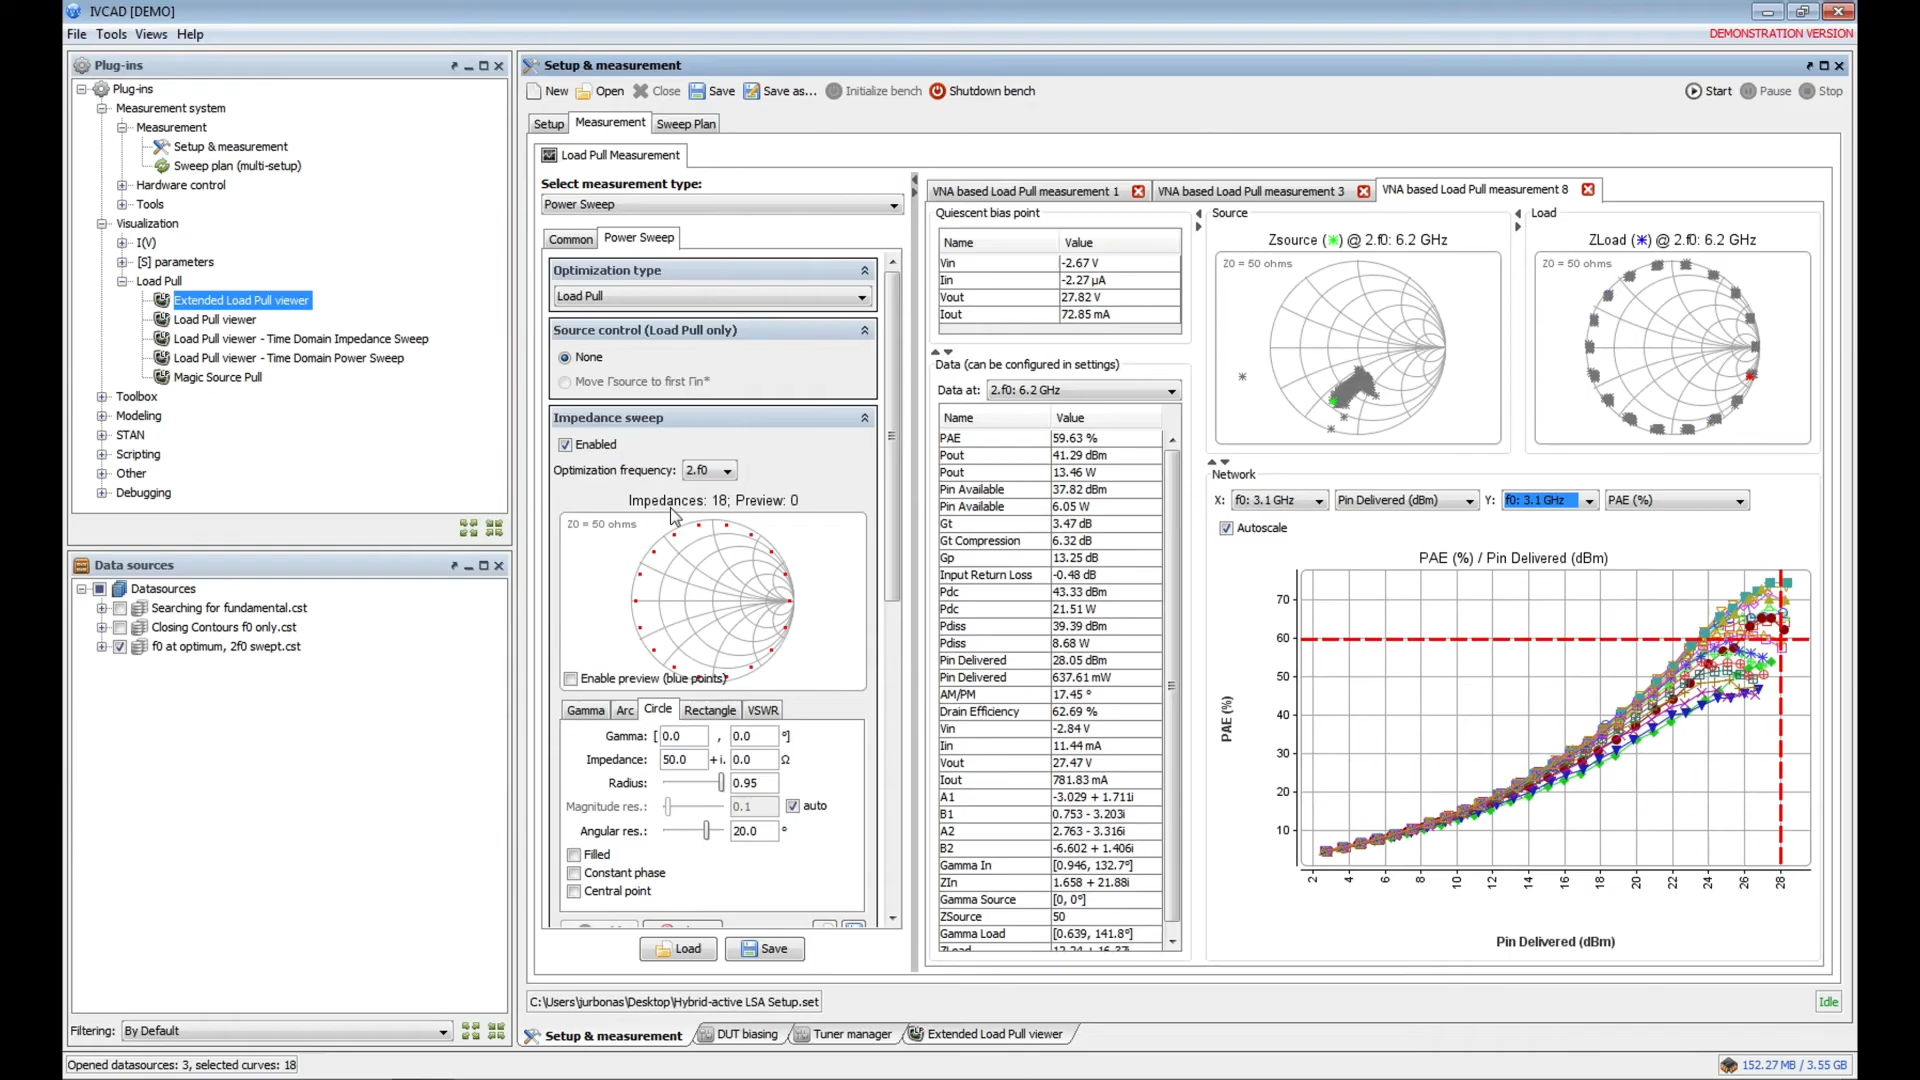 IVCAD [DEMO]
File Tools Views Help
DEMONSTRATION VERSION
Plug-ins
Plug-ins
Measurement system
Measurement
Setup & measurement
Sweep plan (multi-setup)
Hardware control
Tools
Visualization
I(V)
[S] parameters
Load Pull
Extended Load Pull viewer
Load Pull viewer
Load Pull viewer - Time Domain Impedance Sweep
Load Pull viewer - Time Domain Power Sweep
Magic Source Pull
Toolbox
Modeling
STAN
Scripting
Other
Debugging
Data sources
Datasources
Searching for fundamental.cst
Closing Contours f0 only.cst
f0 at optimum, 2f0 swept.cst
Filtering: By Default
Opened datasources: 3, selected curves: 18
Setup & measurement
New Open Close Save Save as... Initialize bench Shutdown bench
Start Pause Stop
Setup Measurement Sweep Plan
Load Pull Measurement
Select measurement type:
Power Sweep
Common Power Sweep
Optimization type
Load Pull
Source control (Load Pull only)
None
Move Γsource to first Γin*
Impedance sweep
Enabled
Optimization frequency: 2.f0
Impedances: 18; Preview: 0
Z0 = 50 ohms
Enable preview (blue points)
Gamma Arc Circle Rectangle VSWR
Gamma: [ 0.0 , 0.0 °]
Impedance: 50.0 +i. 0.0 Ω
Radius: 0.95
Magnitude res.: 0.1 auto
Angular res.: 20.0 °
Filled
Constant phase
Central point
Load Save
VNA based Load Pull measurement 1
VNA based Load Pull measurement 3
VNA based Load Pull measurement 8
Quiescent bias point
Name Value
Vin -2.67 V
Iin -2.27 µA
Vout 27.82 V
Iout 72.85 mA
Data (can be configured in settings)
Data at: 2.f0: 6.2 GHz
Name Value
PAE 59.63 %
Pout 41.29 dBm
Pout 13.46 W
Pin Available 37.82 dBm
Pin Available 6.05 W
Gt 3.47 dB
Gt Compression 6.32 dB
Gp 13.25 dB
Input Return Loss -0.48 dB
Pdc 43.33 dBm
Pdc 21.51 W
Pdiss 39.39 dBm
Pdiss 8.68 W
Pin Delivered 28.05 dBm
Pin Delivered 637.61 mW
AM/PM 17.45 °
Drain Efficiency 62.69 %
Vin -2.84 V
Iin 11.44 mA
Vout 27.47 V
Iout 781.83 mA
A1 -3.029 + 1.711i
B1 0.753 - 3.203i
A2 2.763 - 3.316i
B2 -6.602 + 1.406i
Gamma In [0.946, 132.7°]
ZIn 1.658 + 21.88i
Gamma Source [0, 0°]
ZSource 50
Gamma Load [0.639, 141.8°]
ZLoad
Source
Zsource (✳) @ 2.f0: 6.2 GHz
Z0 = 50 ohms
Load
ZLoad (✳) @ 2.f0: 6.2 GHz
Z0 = 50 ohms
Network
X: f0: 3.1 GHz Pin Delivered (dBm) Y: f0: 3.1 GHz PAE (%)
Autoscale
PAE (%) / Pin Delivered (dBm)
PAE (%)
70
60
50
40
30
20
10
2 4 6 8 10 12 14 16 18 20 22 24 26 28
Pin Delivered (dBm)
C:\Users\jurbonas\Desktop\Hybrid-active LSA Setup.set
Idle
Setup & measurement DUT biasing Tuner manager Extended Load Pull viewer
152.27 MB / 3.55 GB